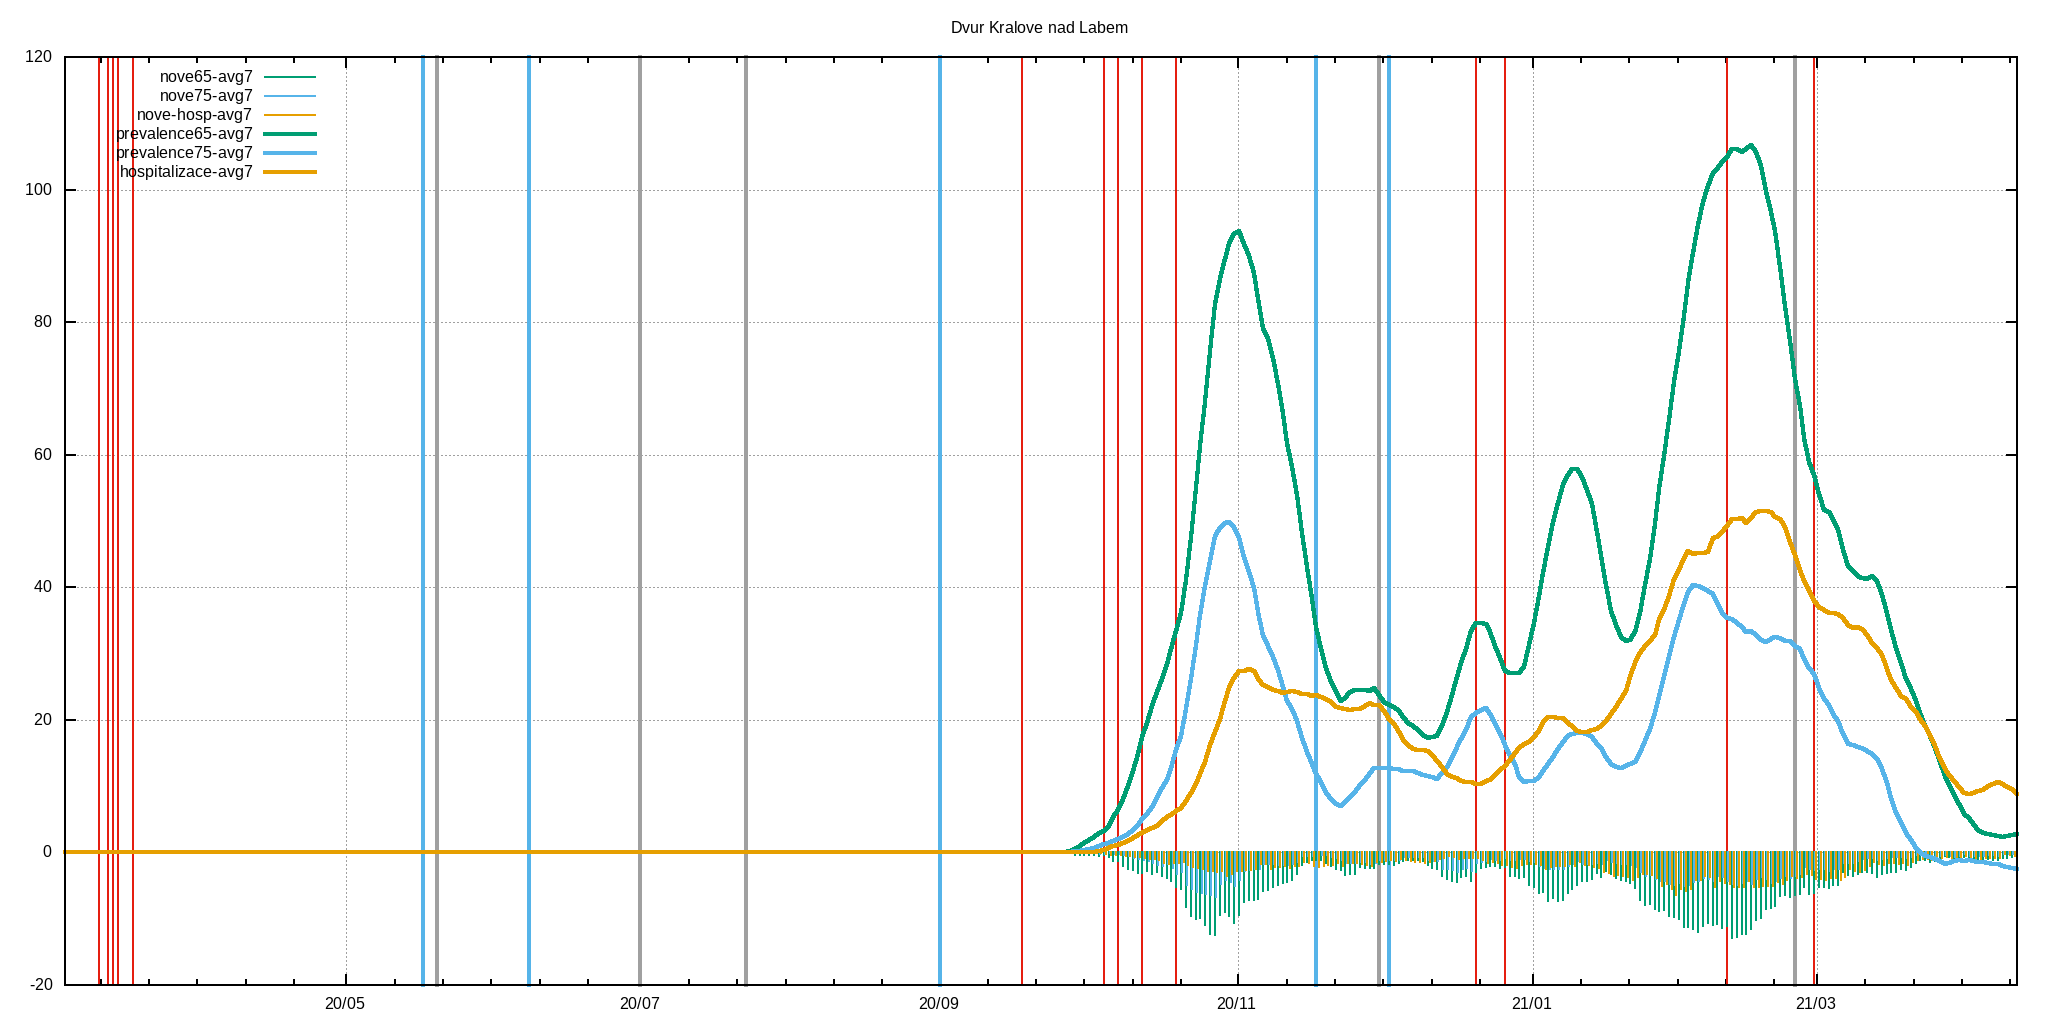 Dvur Kralove nad Labem
120
100
80
60
40
20
0
-20
nove65-avg7
nove75-avg7
nove-hosp-avg7
prevalence65-avg7
prevalence75-avg7
hospitalizace-avg7
20/05
20/07
20/09
20/11
21/01
21/03